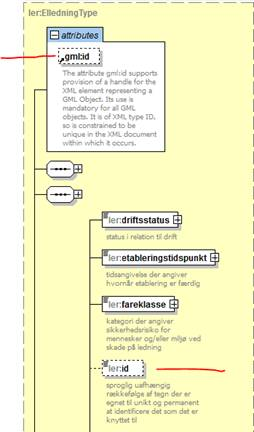 ler:ElledningType
attributes
gml:id
The attribute gml:id supports
provision of a handle for the
XML element representing a
GML Object. Its use is
mandatory for all GML
objects. It is of XML type ID,
so is constrained to be
unique in the XML document
within which it occurs.
ler:driftsstatus
status i relation til drift
ler:etableringstidspunkt
tidsangivelse der angiver
hvornår etablering er færdig
ler:fareklasse
kategori der angiver
sikkerhedsrisiko for
mennesker og/eller miljø ved
skade på ledning
ler:id
sproglig uafhængig
rækkefølge af tegn der er
egnet til unikt og permanent
at identificere det som det er
knyttet til